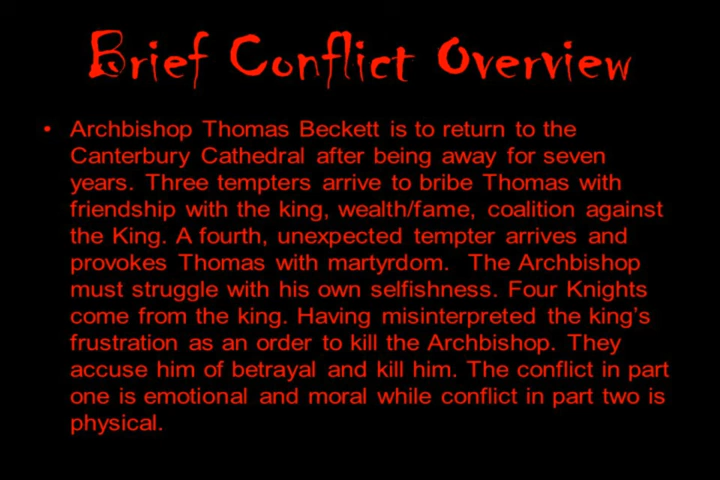 Brief Conflict Overview
• Archbishop Thomas Beckett is to return to the
Canterbury Cathedral after being away for seven
years. Three tempters arrive to bribe Thomas with
friendship with the king, wealth/fame, coalition against
the King. A fourth, unexpected tempter arrives and
provokes Thomas with martyrdom. The Archbishop
must struggle with his own selfishness. Four Knights
come from the king. Having misinterpreted the king's
frustration as an order to kill the Archbishop. They
accuse him of betrayal and kill him. The conflict in part
one is emotional and moral while conflict in part two is
physical.